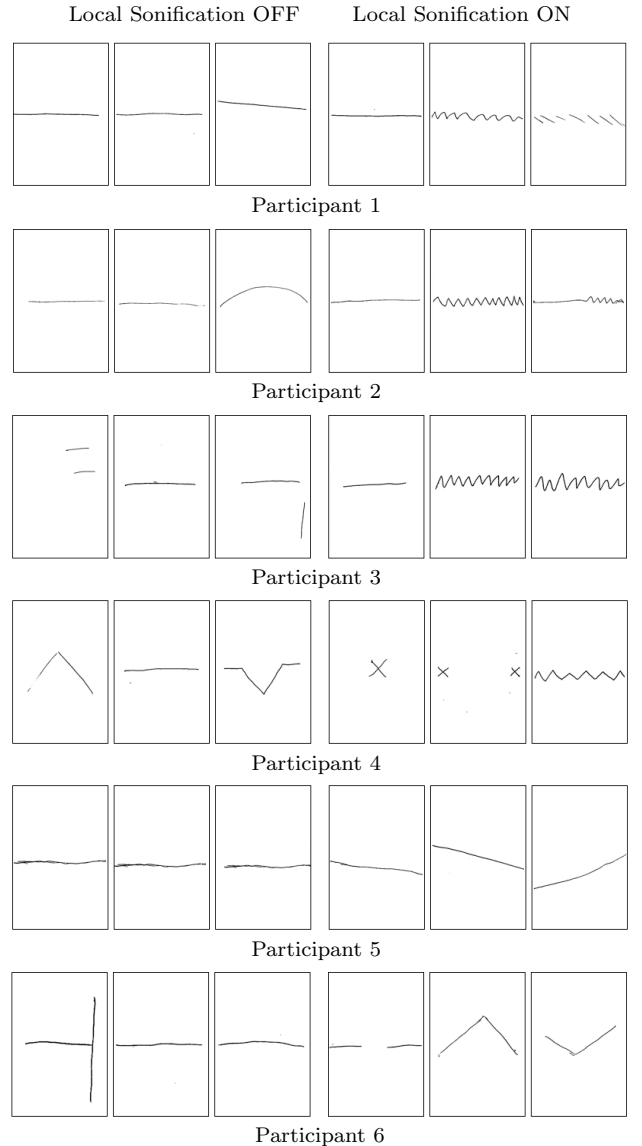 Local Sonification OFF Local Sonification ON
Participant 1
Participant 2
Participant 3
Participant 4
Participant 5
Participant 6